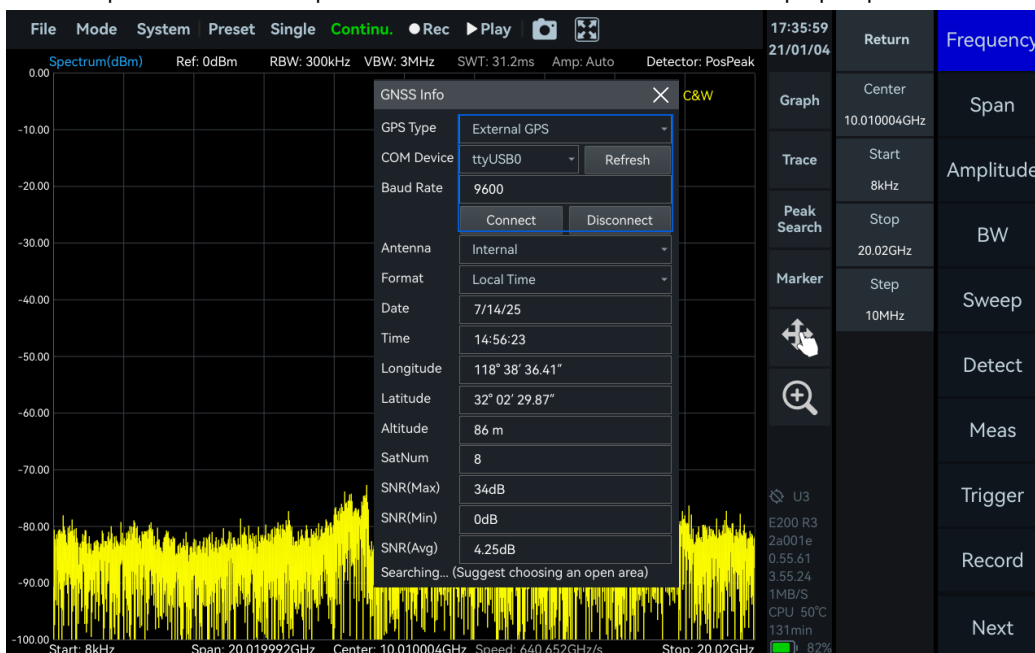 File Mode System Preset Single Continu. Rec Play
17:35:59
21/01/04
Spectrum(dBm) Ref: 0dBm RBW: 300kHz VBW: 3MHz SWT: 31.2ms Amp: Auto Detector: PosPeak
0.00
-10.00
-20.00
-30.00
-40.00
-50.00
-60.00
-70.00
-80.00
-90.00
-100.00
C&W
GNSS Info
GPS Type External GPS
COM Device ttyUSB0 Refresh
Baud Rate 9600
Connect Disconnect
Antenna Internal
Format Local Time
Date 7/14/25
Time 14:56:23
Longitude 118° 38′ 36.41″
Latitude 32° 02′ 29.87″
Altitude 86 m
SatNum 8
SNR(Max) 34dB
SNR(Min) 0dB
SNR(Avg) 4.25dB
Searching... (Suggest choosing an open area)
Start: 8kHz Span: 20.019992GHz Center: 10.010004GHz Speed: 640.652GHz/s Stop: 20.02GHz
Graph
Trace
Peak
Search
Marker
U3
E200 R3
2a001e
0.55.61
3.55.24
1MB/S
CPU 50°C
131min
82%
Return
Center
10.010004GHz
Start
8kHz
Stop
20.02GHz
Step
10MHz
Frequency
Span
Amplitude
BW
Sweep
Detect
Meas
Trigger
Record
Next